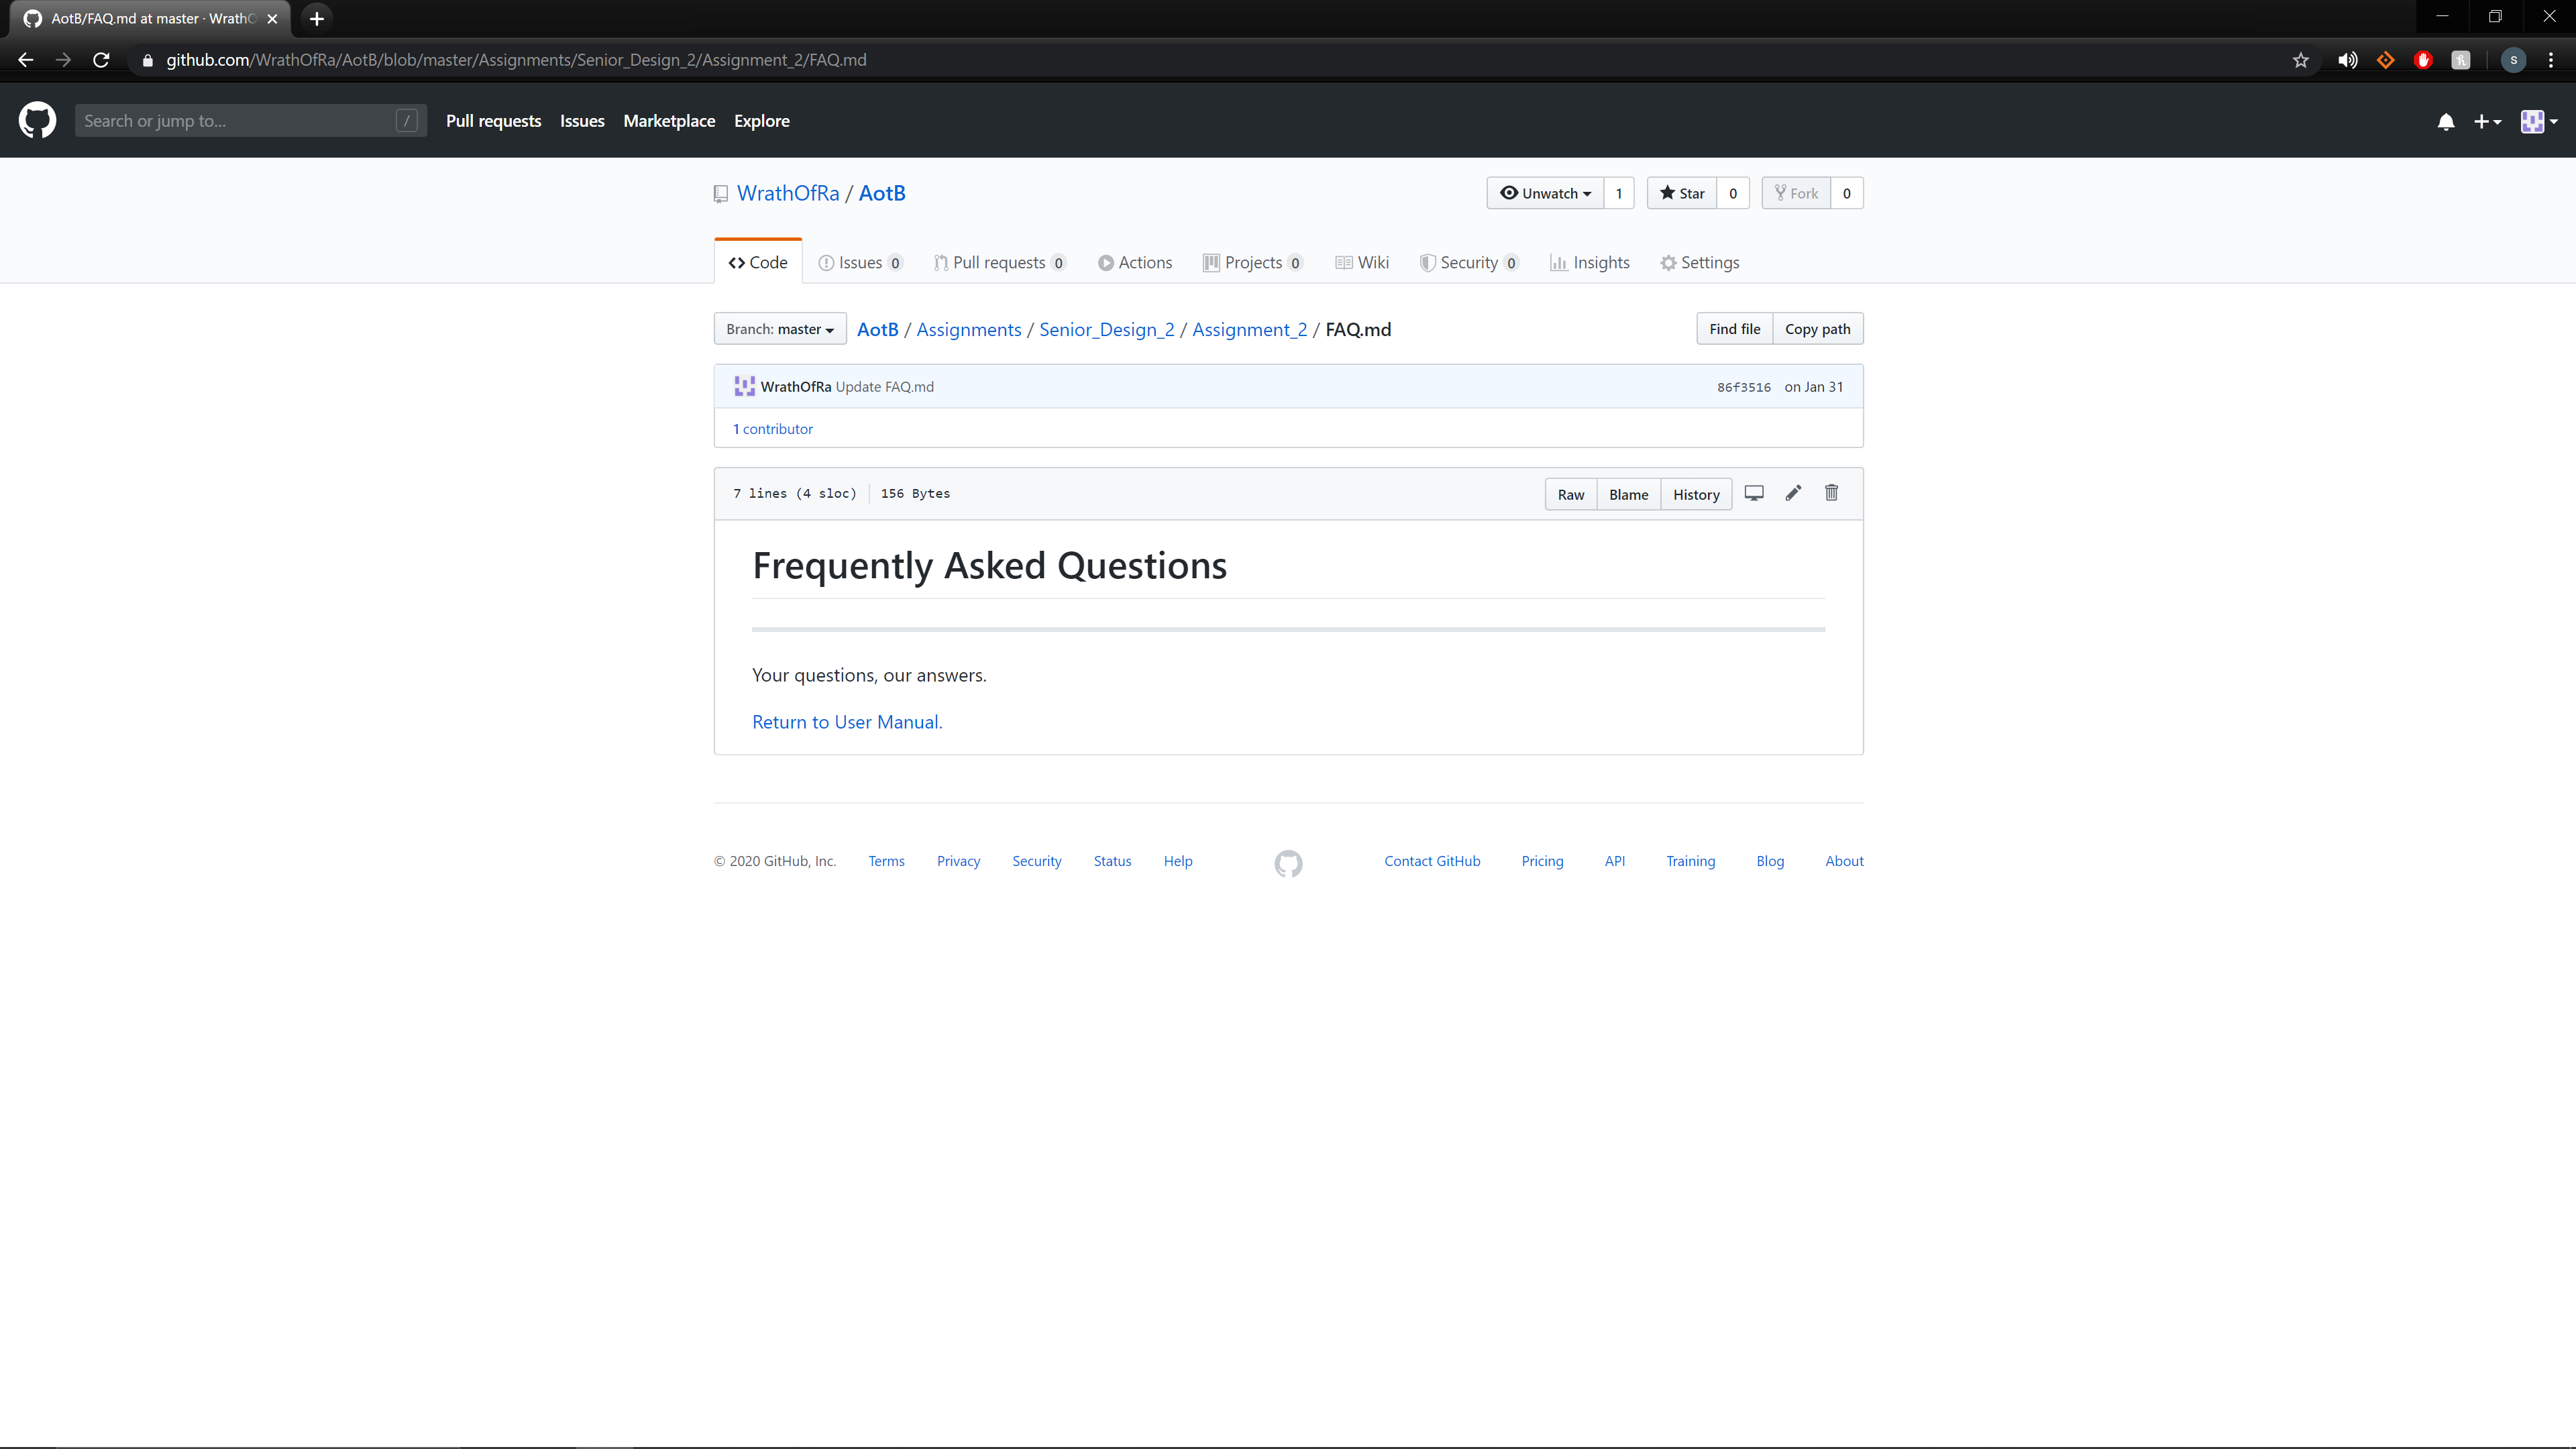 AotB/FAQ.md at master · WrathO
github.com/WrathOfRa/AotB/blob/master/Assignments/Senior_Design_2/Assignment_2/FAQ.md
S
Search or jump to... /
Pull requests Issues Marketplace Explore
WrathOfRa / AotB
Unwatch 1 Star 0 Fork 0
Code Issues 0 Pull requests 0 Actions Projects 0 Wiki Security 0 Insights Settings
Branch: master AotB / Assignments / Senior_Design_2 / Assignment_2 / FAQ.md Find file Copy path
WrathOfRa Update FAQ.md 86f3516 on Jan 31
1 contributor
7 lines (4 sloc) 156 Bytes Raw Blame History
Frequently Asked Questions
Your questions, our answers.
Return to User Manual.
© 2020 GitHub, Inc. Terms Privacy Security Status Help Contact GitHub Pricing API Training Blog About